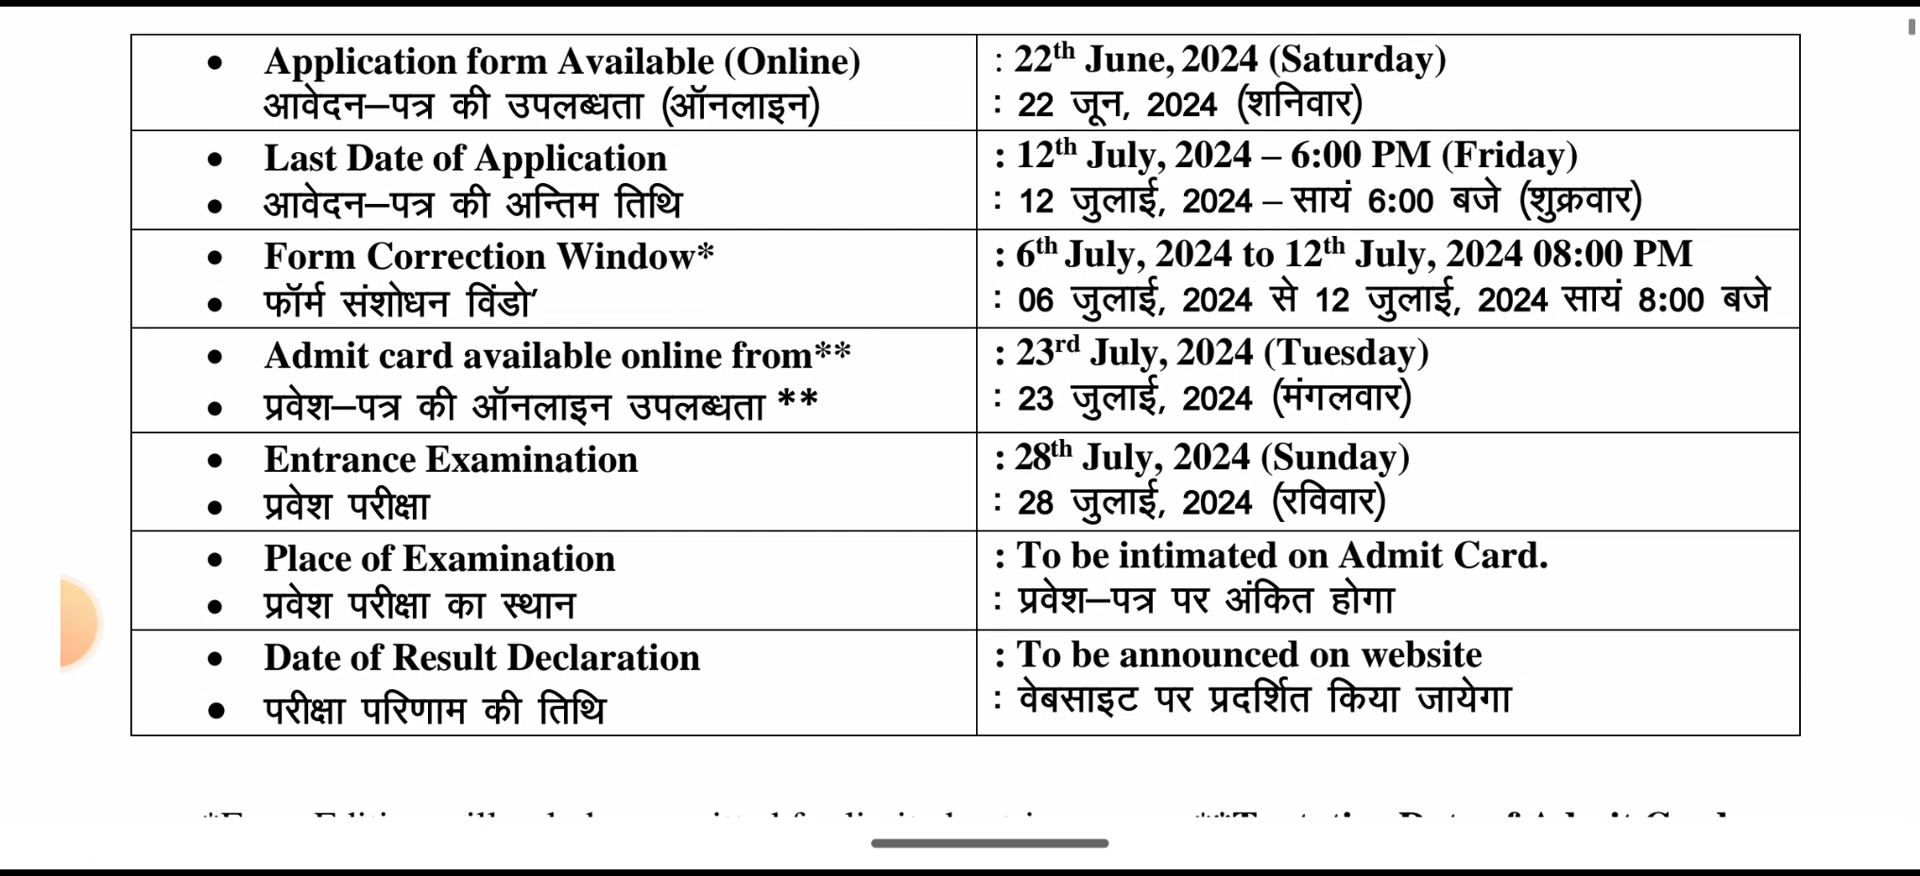 • Application form Available (Online)
आवेदन–पत्र की उपलब्धता (ऑनलाइन)
: 22th June, 2024 (Saturday)
: 22 जून, 2024 (शनिवार)
• Last Date of Application
• आवेदन–पत्र की अन्तिम तिथि
: 12th July, 2024 – 6:00 PM (Friday)
: 12 जुलाई, 2024 – सायं 6:00 बजे (शुक्रवार)
• Form Correction Window*
• फॉर्म संशोधन विंडो’
: 6th July, 2024 to 12th July, 2024 08:00 PM
: 06 जुलाई, 2024 से 12 जुलाई, 2024 सायं 8:00 बजे
• Admit card available online from**
• प्रवेश–पत्र की ऑनलाइन उपलब्धता **
: 23rd July, 2024 (Tuesday)
: 23 जुलाई, 2024 (मंगलवार)
• Entrance Examination
• प्रवेश परीक्षा
: 28th July, 2024 (Sunday)
: 28 जुलाई, 2024 (रविवार)
• Place of Examination
• प्रवेश परीक्षा का स्थान
: To be intimated on Admit Card.
: प्रवेश–पत्र पर अंकित होगा
• Date of Result Declaration
• परीक्षा परिणाम की तिथि
: To be announced on website
: वेबसाइट पर प्रदर्शित किया जायेगा